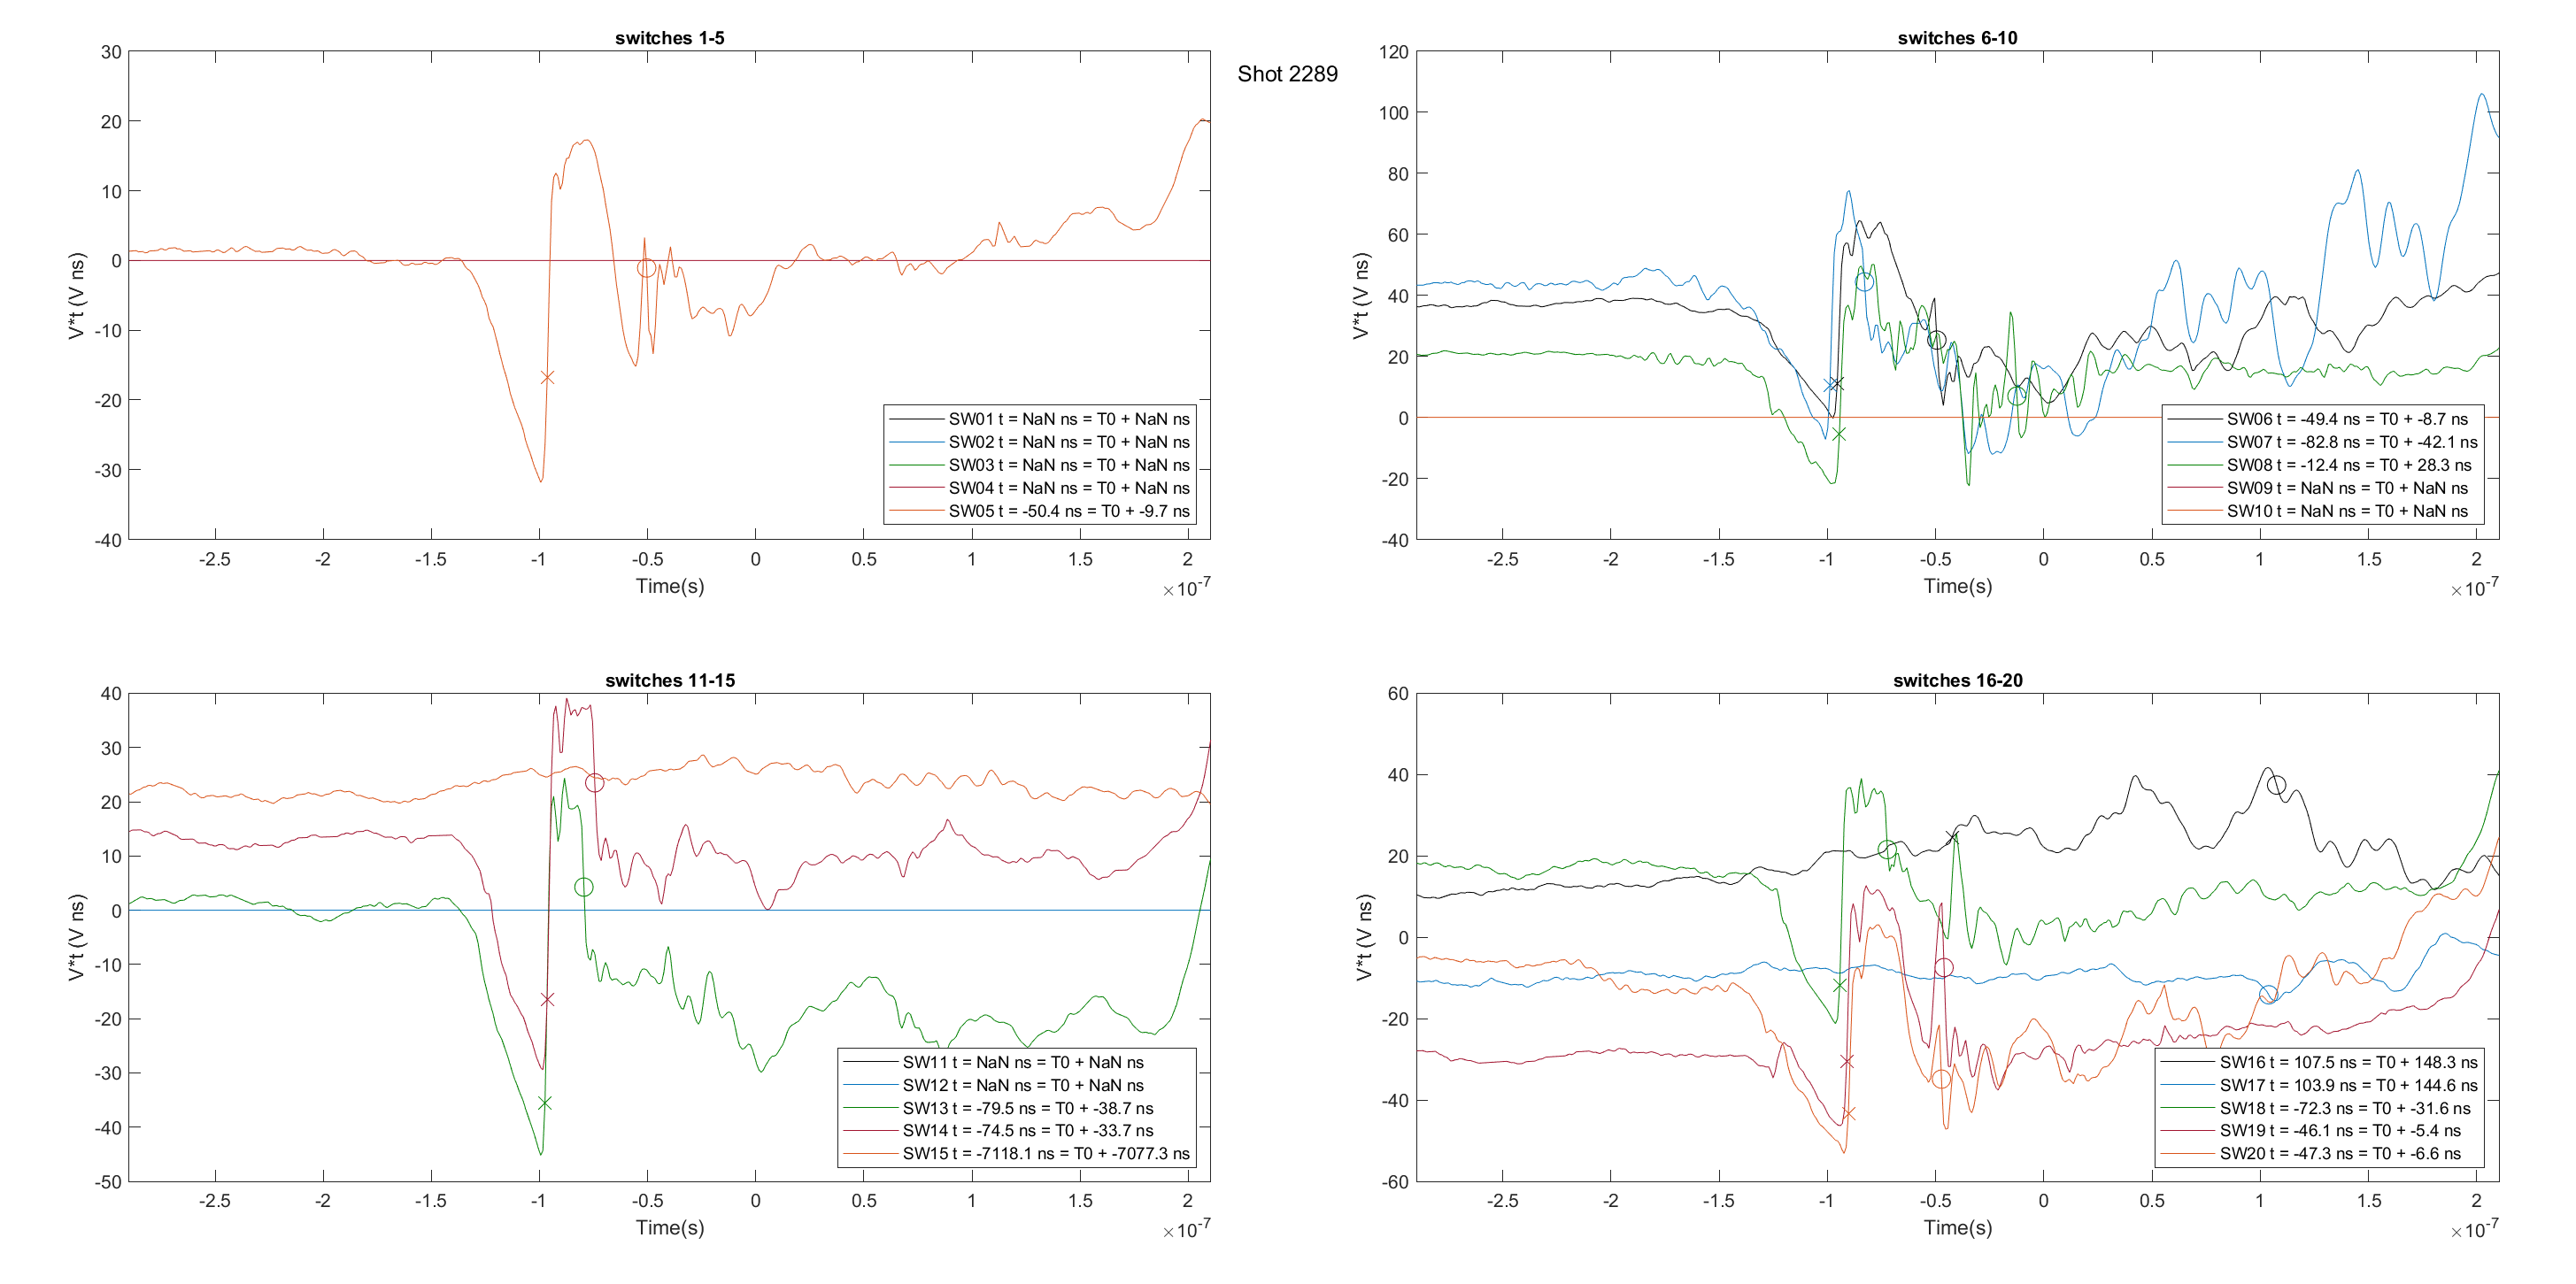 Shot 2289
switches 1-5
30
20
10
0
-10
-20
-30
-40
V*t (V ns)
-2.5 -2 -1.5 -1 -0.5 0 0.5 1 1.5 2
Time(s)
×10-7
SW01 t = NaN ns = T0 + NaN ns
SW02 t = NaN ns = T0 + NaN ns
SW03 t = NaN ns = T0 + NaN ns
SW04 t = NaN ns = T0 + NaN ns
SW05 t = -50.4 ns = T0 + -9.7 ns
switches 6-10
120
100
80
60
40
20
0
-20
-40
V*t (V ns)
-2.5 -2 -1.5 -1 -0.5 0 0.5 1 1.5 2
Time(s)
×10-7
SW06 t = -49.4 ns = T0 + -8.7 ns
SW07 t = -82.8 ns = T0 + -42.1 ns
SW08 t = -12.4 ns = T0 + 28.3 ns
SW09 t = NaN ns = T0 + NaN ns
SW10 t = NaN ns = T0 + NaN ns
switches 11-15
40
30
20
10
0
-10
-20
-30
-40
-50
V*t (V ns)
-2.5 -2 -1.5 -1 -0.5 0 0.5 1 1.5 2
Time(s)
×10-7
SW11 t = NaN ns = T0 + NaN ns
SW12 t = NaN ns = T0 + NaN ns
SW13 t = -79.5 ns = T0 + -38.7 ns
SW14 t = -74.5 ns = T0 + -33.7 ns
SW15 t = -7118.1 ns = T0 + -7077.3 ns
switches 16-20
60
40
20
0
-20
-40
-60
V*t (V ns)
-2.5 -2 -1.5 -1 -0.5 0 0.5 1 1.5 2
Time(s)
×10-7
SW16 t = 107.5 ns = T0 + 148.3 ns
SW17 t = 103.9 ns = T0 + 144.6 ns
SW18 t = -72.3 ns = T0 + -31.6 ns
SW19 t = -46.1 ns = T0 + -5.4 ns
SW20 t = -47.3 ns = T0 + -6.6 ns